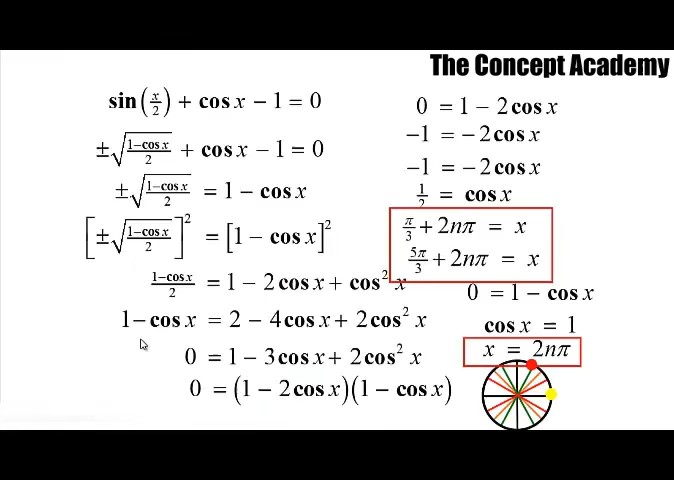 The Concept Academy
sin(x/2) + cos x − 1 = 0
±√((1−cos x)/2) + cos x − 1 = 0
±√((1−cos x)/2) = 1 − cos x
[±√((1−cos x)/2)]² = [1 − cos x]²
(1−cos x)/2 = 1 − 2cos x + cos² x
1 − cos x = 2 − 4cos x + 2cos² x
0 = 1 − 3cos x + 2cos² x
0 = (1 − 2cos x)(1 − cos x)
0 = 1 − 2cos x
−1 = −2cos x
−1 = −2cos x
1/2 = cos x
π/3 + 2nπ = x
5π/3 + 2nπ = x
0 = 1 − cos x
cos x = 1
x = 2nπ